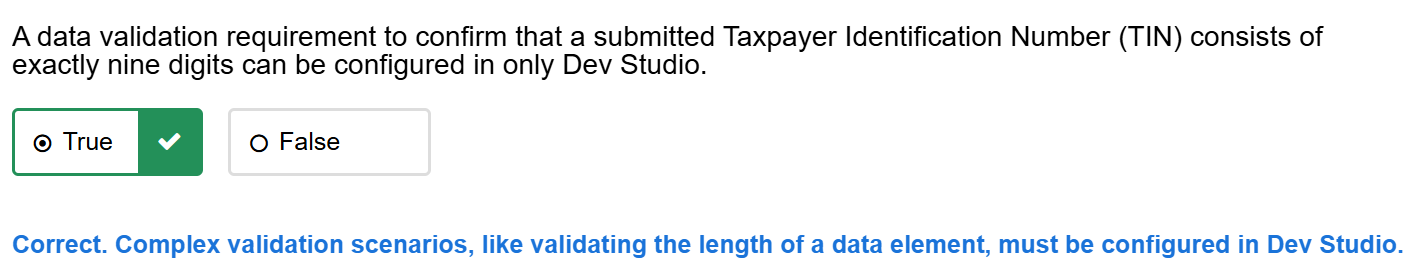 A data validation requirement to confirm that a submitted Taxpayer Identification Number (TIN) consists of
exactly nine digits can be configured in only Dev Studio.
True
False
Correct. Complex validation scenarios, like validating the length of a data element, must be configured in Dev Studio.